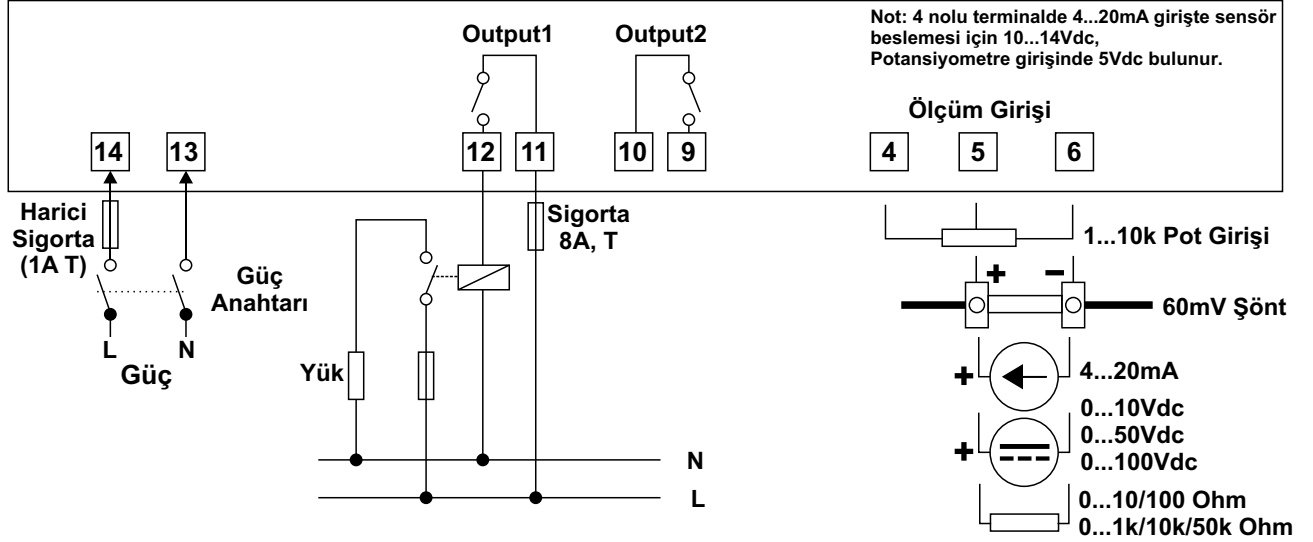 Not: 4 nolu terminalde 4...20mA girişte sensör
beslemesi için 10...14Vdc,
Potansiyometre girişinde 5Vdc bulunur.
Output1
Output2
Ölçüm Girişi
14
13
12
11
10
9
4
5
6
Harici
Sigorta
(1A T)
Güç
Anahtarı
L
N
Güç
Sigorta
8A, T
Yük
N
L
1...10k Pot Girişi
+
−
60mV Şönt
+
4...20mA
0...10Vdc
+
0...50Vdc
0...100Vdc
0...10/100 Ohm
0...1k/10k/50k Ohm